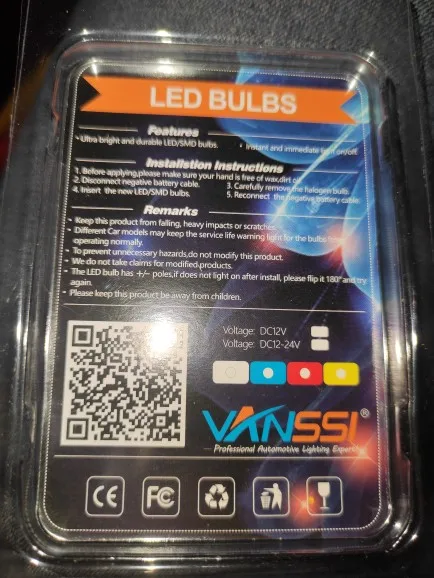 LED BULBS
Features
· Ultra bright and durable LED/SMD bulbs.
· Instant and immediate light on/off.
Installstion Instructions
1. Before applying,please make sure your hand is free of wax,dirt oil
2. Disconnect negative battery cable.
3. Carefully remove the halogen bulb
4. Insert the new LED/SMD bulbs.
5. Reconnect the negative battery cable
Remarks
· Keep this product from falling, heavy impacts or scratches
· Different Car models may keep the service life warning light for the bulbs
operating normally.
· To prevent unnecessary hazards,do not modify this product.
· We do not take claims for modified products.
· The LED bulb has +/- poles,if does not light on after install, please flip it 180°and try
again.
· Please keep this product be away from children.
Voltage: DC12V
Voltage: DC12-24V
VANSSI®
Professional Automotive Lighting Expert
CE
FC